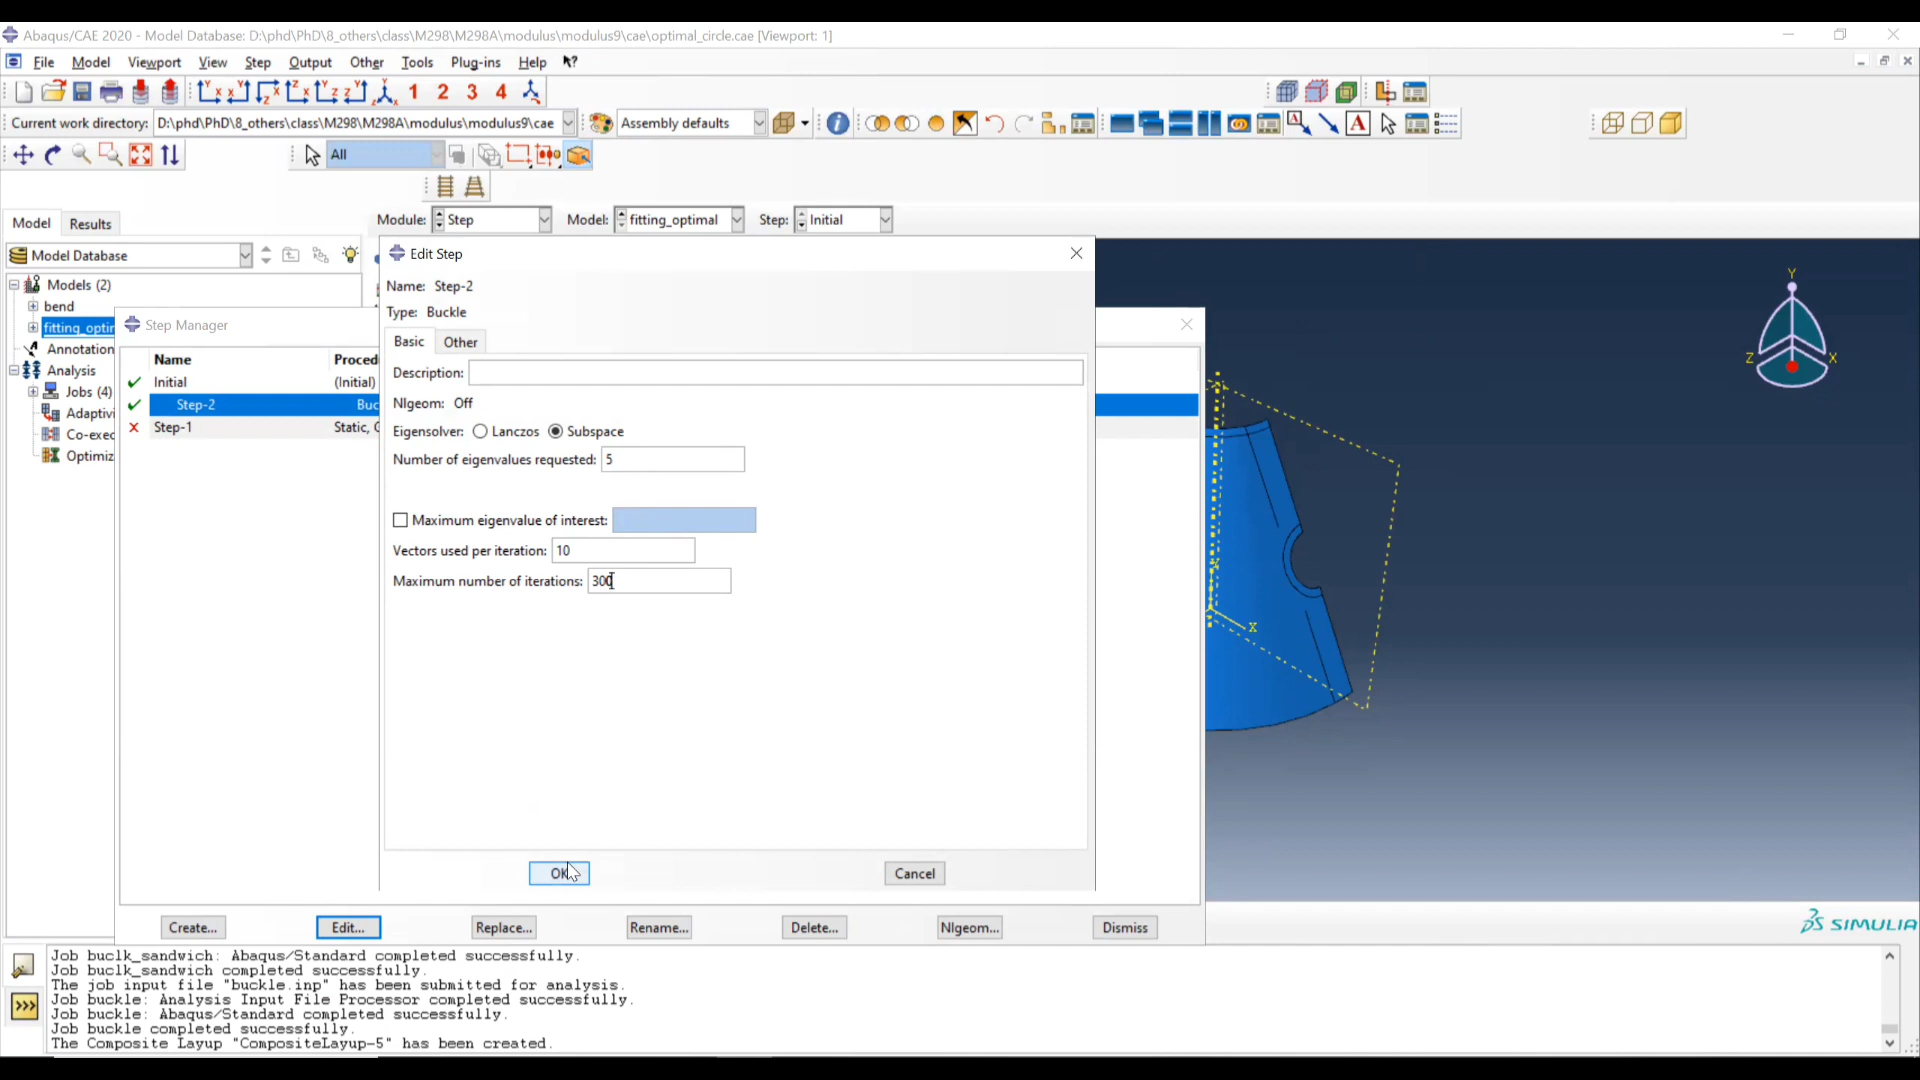 Abaqus/CAE 2020 - Model Database: D:\phd\PhD\8_others\class\M298\M298A\modulus\modulus9\cae\optimal_circle.cae [Viewport: 1]
File Model Viewport View Step Output Other Tools Plug-ins Help
1 2 3 4
Current work directory: D:\phd\PhD\8_others\class\M298\M298A\modulus\modulus9\cae Assembly defaults
All
Model Results
Module: Step Model: fitting_optimal Step: Initial
Model Database
Edit Step
Name: Step-2
Models (2)
bend
Type: Buckle
fitting_optir
Step Manager
Basic Other
Annotation
Name Proced
Description:
Analysis
Initial (Initial)
Jobs (4)
Step-2 Buc
Nlgeom: Off
Adaptivi
Step-1 Static, G
Eigensolver: Lanczos Subspace
Co-exec
Number of eigenvalues requested: 5
Optimiz
Maximum eigenvalue of interest:
Vectors used per iteration: 10
Maximum number of iterations: 300
OK Cancel
Create... Edit... Replace... Rename... Delete... Nlgeom... Dismiss
Y
Z X
X
SIMULIA
Job buclk_sandwich: Abaqus/Standard completed successfully.
Job buclk_sandwich completed successfully.
The job input file "buckle.inp" has been submitted for analysis.
Job buckle: Analysis Input File Processor completed successfully.
Job buckle: Abaqus/Standard completed successfully.
Job buckle completed successfully.
The Composite Layup "CompositeLayup-5" has been created.